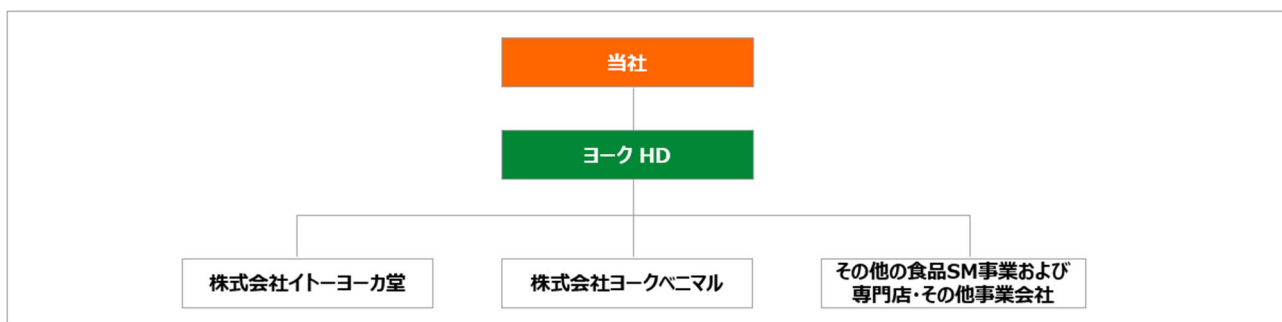 当社
ヨーク HD
株式会社イトーヨーカ堂
株式会社ヨークベニマル
その他の食品SM事業および
専門店・その他事業会社